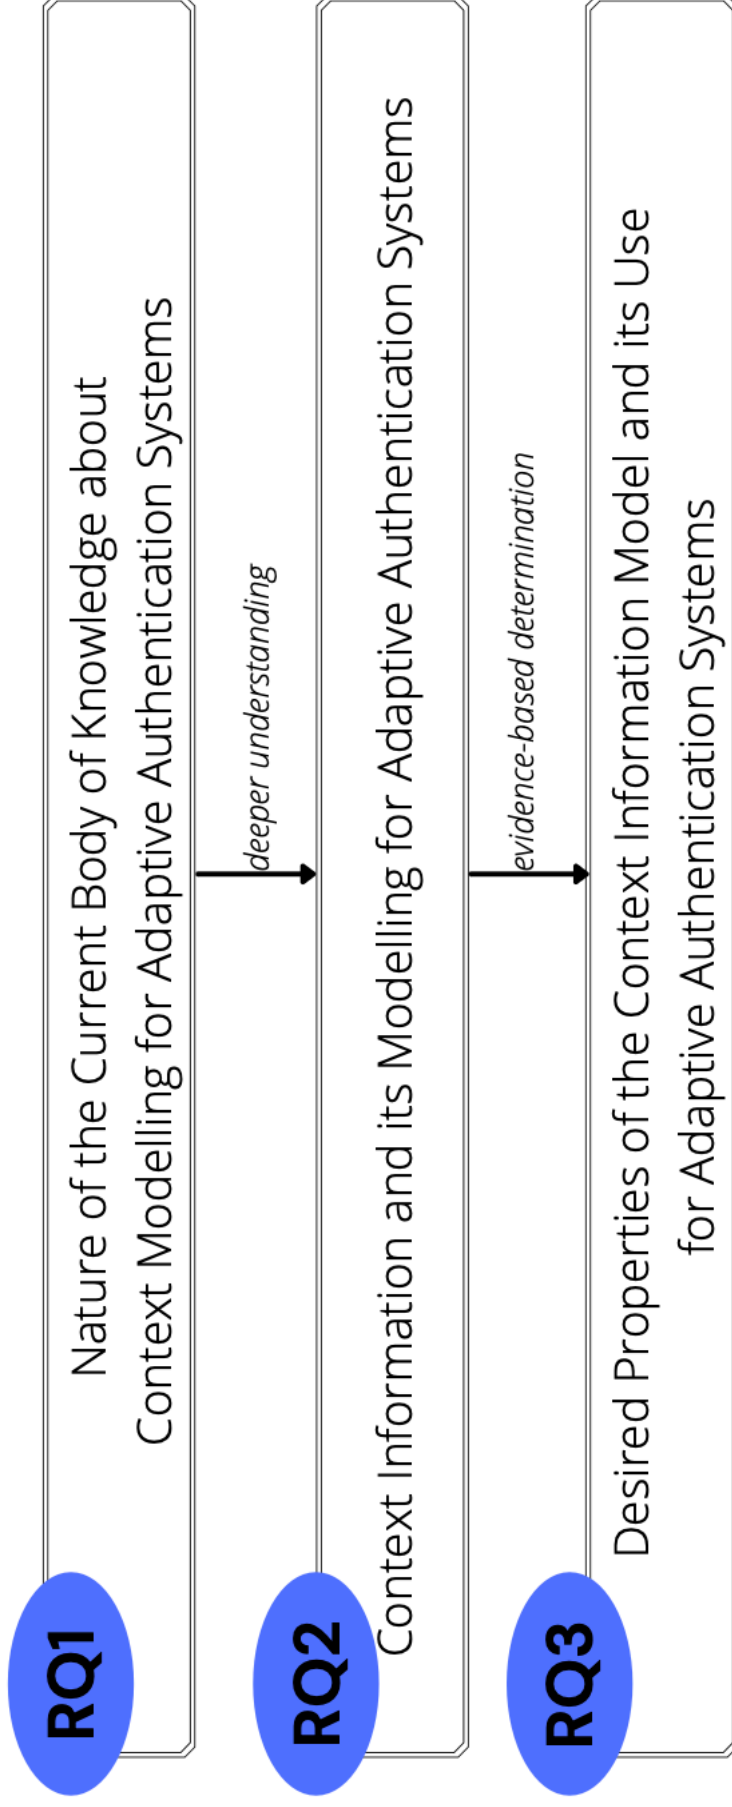 RQ1
Nature of the Current Body of Knowledge about
Context Modelling for Adaptive Authentication Systems
deeper understanding
RQ2
Context Information and its Modelling for Adaptive Authentication Systems
evidence-based determination
RQ3
Desired Properties of the Context Information Model and its Use
for Adaptive Authentication Systems